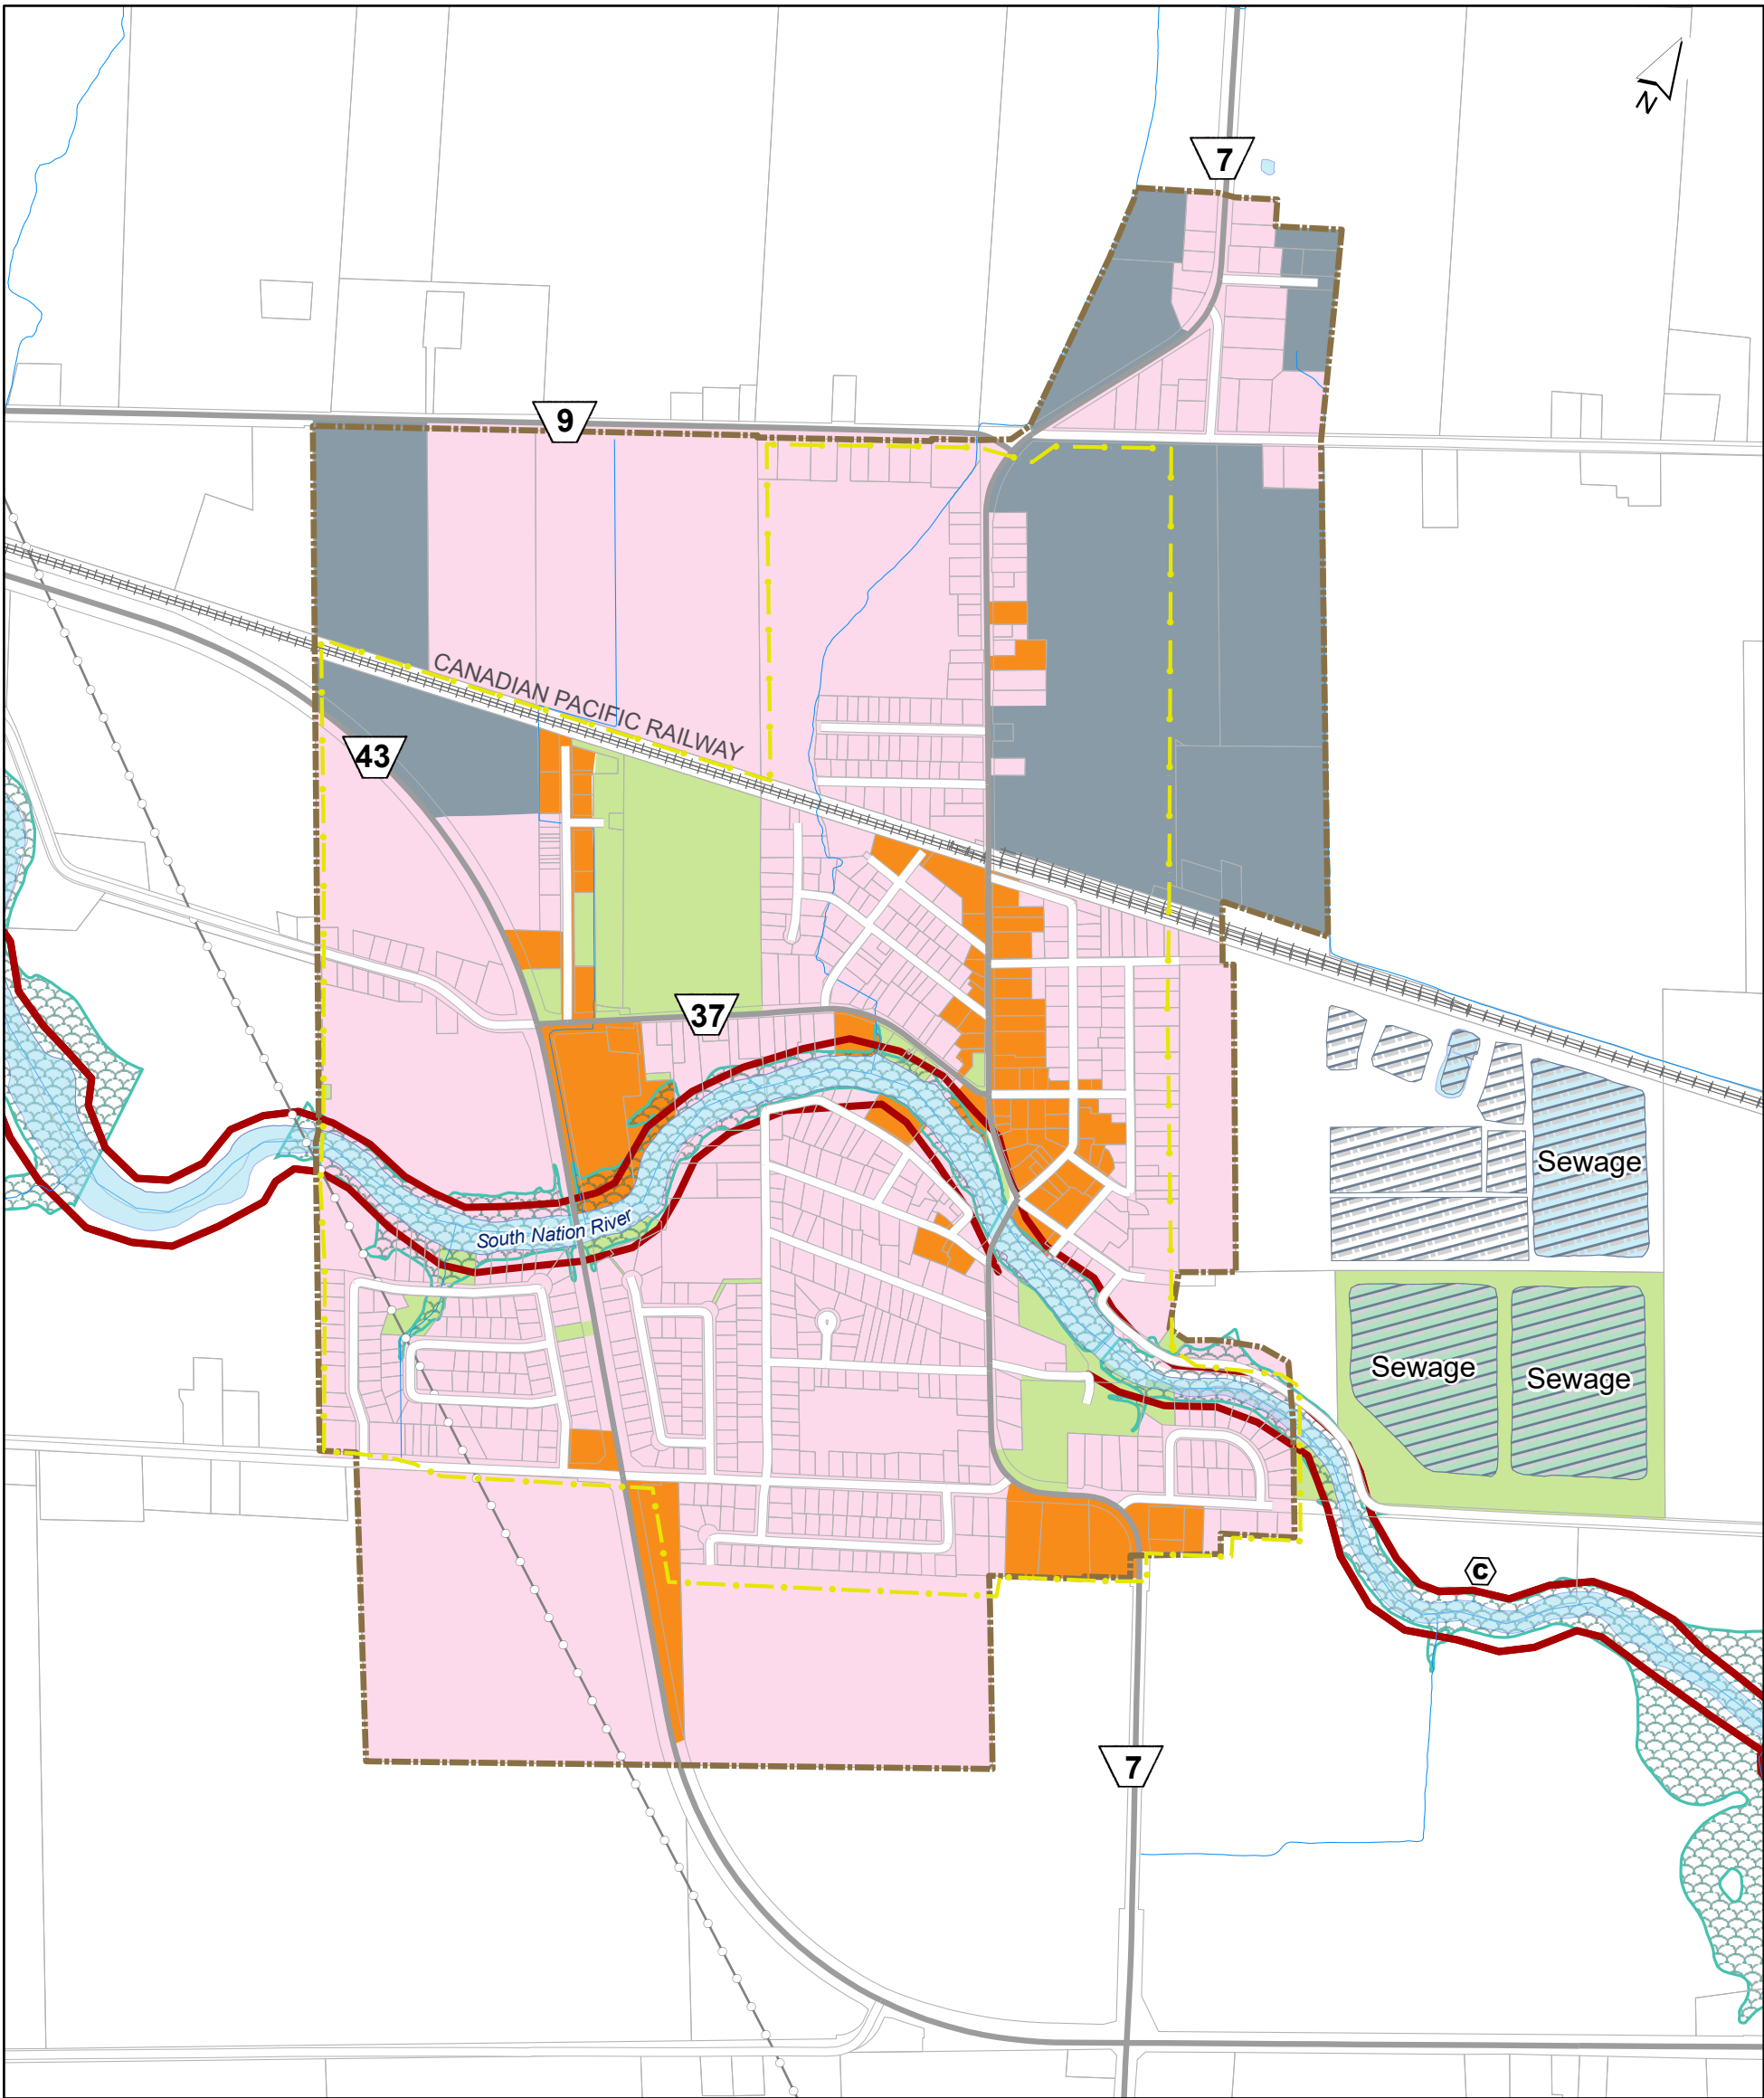 N
7
9
CANADIAN PACIFIC RAILWAY
43
37
Sewage
South Nation River
Sewage
Sewage
C
7